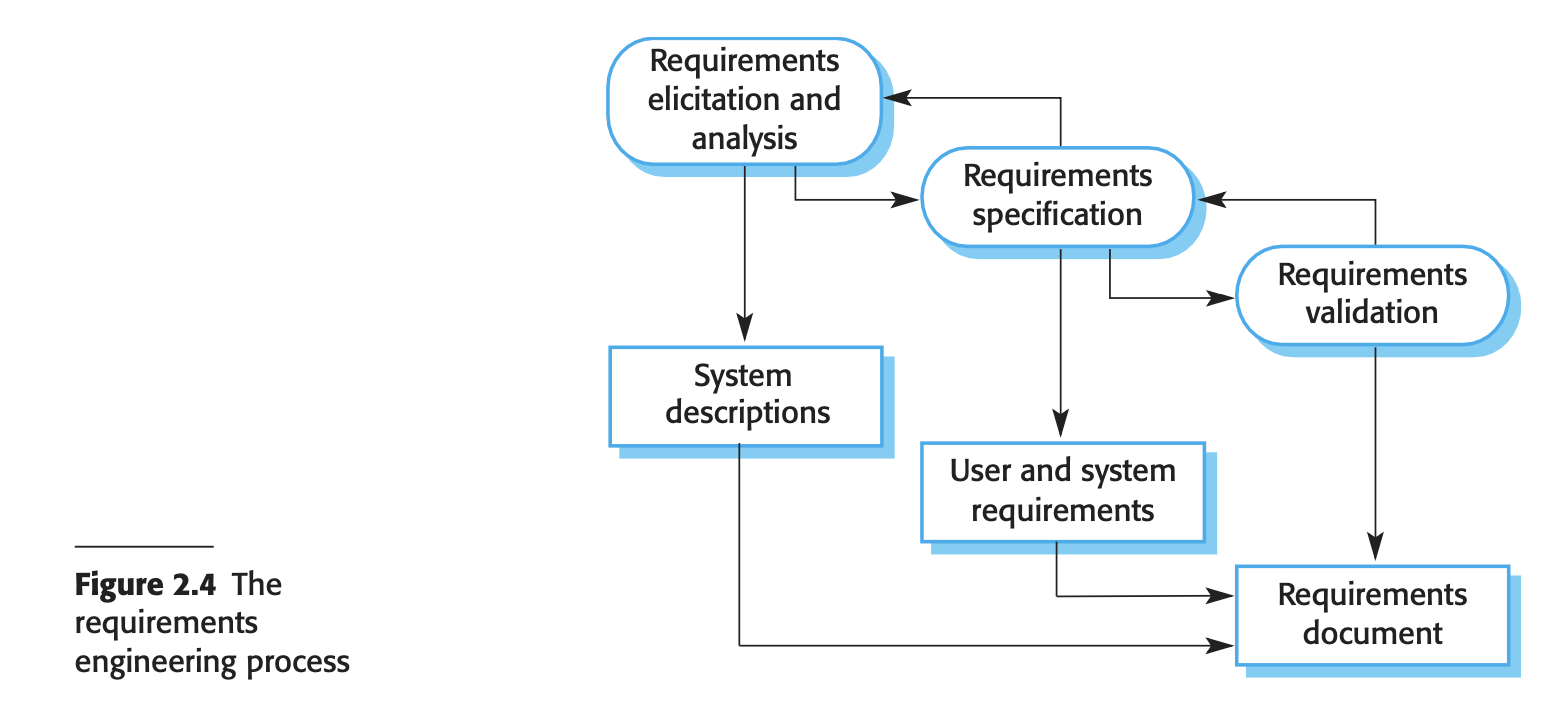 Requirements
elicitation and
analysis
Requirements
specification
Requirements
validation
System
descriptions
User and system
requirements
Requirements
document
Figure 2.4 The
requirements
engineering process